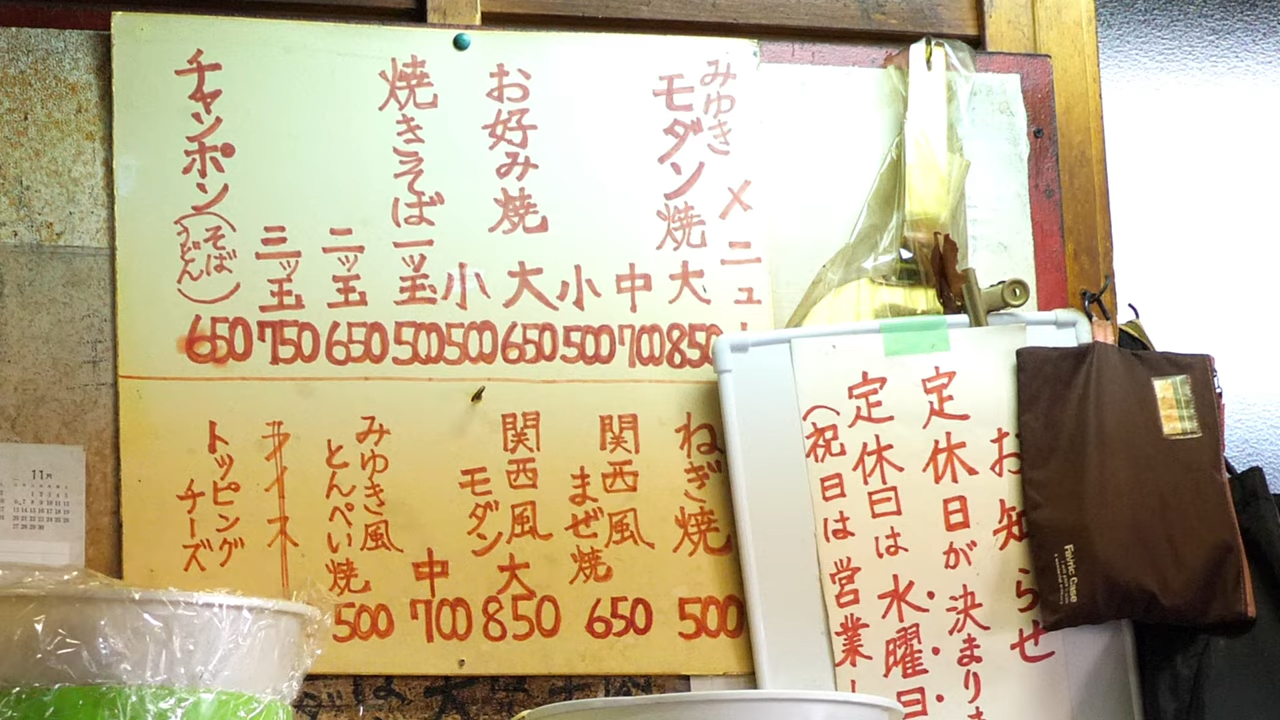 メニュー
みゆき
モダン焼 大 850
中 700
小 500
お好み焼 大 650
小 500
焼きそば 一ッ玉 500
二ッ玉 650
三ッ玉 750
チャンポン(そば
うどん) 650
ねぎ焼 500
関西風
まぜ焼 650
関西風
モダン 大 850
中 700
みゆき風
とんぺい焼 500
トッピング
チーズ
お知らせ
定休日が決まりま
定休日は水曜日
(祝日は営業し
11月
Favric Case